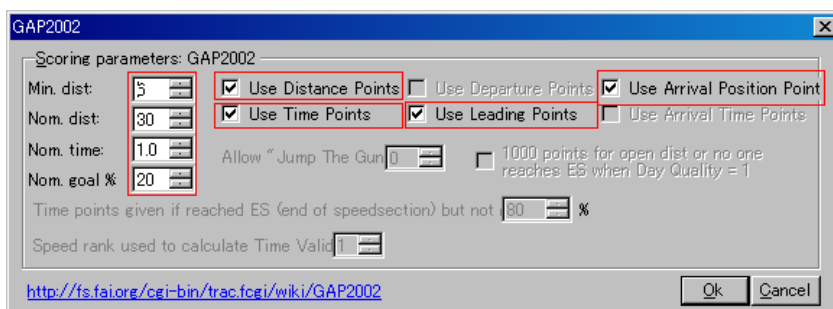 GAP2002
Scoring parameters: GAP2002
Min. dist: 5 Use Distance Points Use Departure Points Use Arrival Position Point
Nom. dist: 30 Use Time Points Use Leading Points Use Arrival Time Points
Nom. time: 1.0 Allow "Jump The Gun 0 1000 points for open dist or no one reaches ES when Day Quality = 1
Nom. goal % 20
Time points given if reached ES (end of speedsection) but not 80 %
Speed rank used to calculate Time Valid 1
http://fs.fai.org/cgi-bin/trac.fcgi/wiki/GAP2002 Ok Cancel